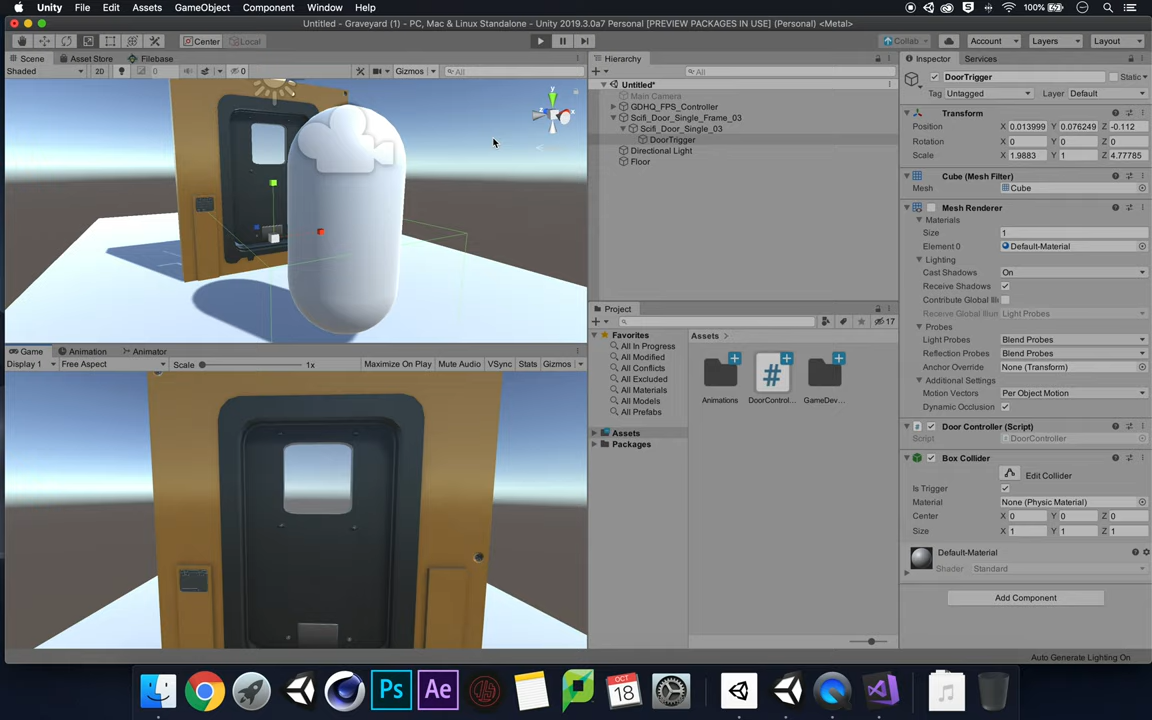 Unity File Edit Assets GameObject Component Window Help 100%
Untitled - Graveyard (1) - PC, Mac & Linux Standalone - Unity 2019.3.0a7 Personal [PREVIEW PACKAGES IN USE] (Personal) <Metal>
Center Local Collab Account Layers Layout
Scene Asset Store Filebase
Shaded 2D 0 Gizmos All
y
x
Game Animation Animator
Display 1 Free Aspect Scale 1x Maximize On Play Mute Audio VSync Stats Gizmos
Hierarchy
All
Untitled*
Main Camera
GDHQ_FPS_Controller
Scifi_Door_Single_Frame_03
Scifi_Door_Single_03
DoorTrigger
Directional Light
Floor
Project
17
Favorites
All In Progress
All Modified
All Conflicts
All Excluded
All Materials
All Models
All Prefabs
Assets
Packages
Assets
#
Animations DoorControl... GameDev...
Inspector Services
DoorTrigger Static
Tag Untagged Layer Default
Transform
Position X 0.013999 Y 0.076249 Z -0.112
Rotation X 0 Y 0 Z 0
Scale X 1.9883 Y 1 Z 4.77785
Cube (Mesh Filter)
Mesh Cube
Mesh Renderer
Materials
Size 1
Element 0 Default-Material
Lighting
Cast Shadows On
Receive Shadows
Contribute Global Illi
Receive Global Illum Light Probes
Probes
Light Probes Blend Probes
Reflection Probes Blend Probes
Anchor Override None (Transform)
Additional Settings
Motion Vectors Per Object Motion
Dynamic Occlusion
Door Controller (Script)
Script DoorController
Box Collider
Edit Collider
Is Trigger
Material None (Physic Material)
Center X 0 Y 0 Z 0
Size X 1 Y 1 Z 1
Default-Material
Shader Standard
Add Component
Auto Generate Lighting On
Ps Ae OCT 18